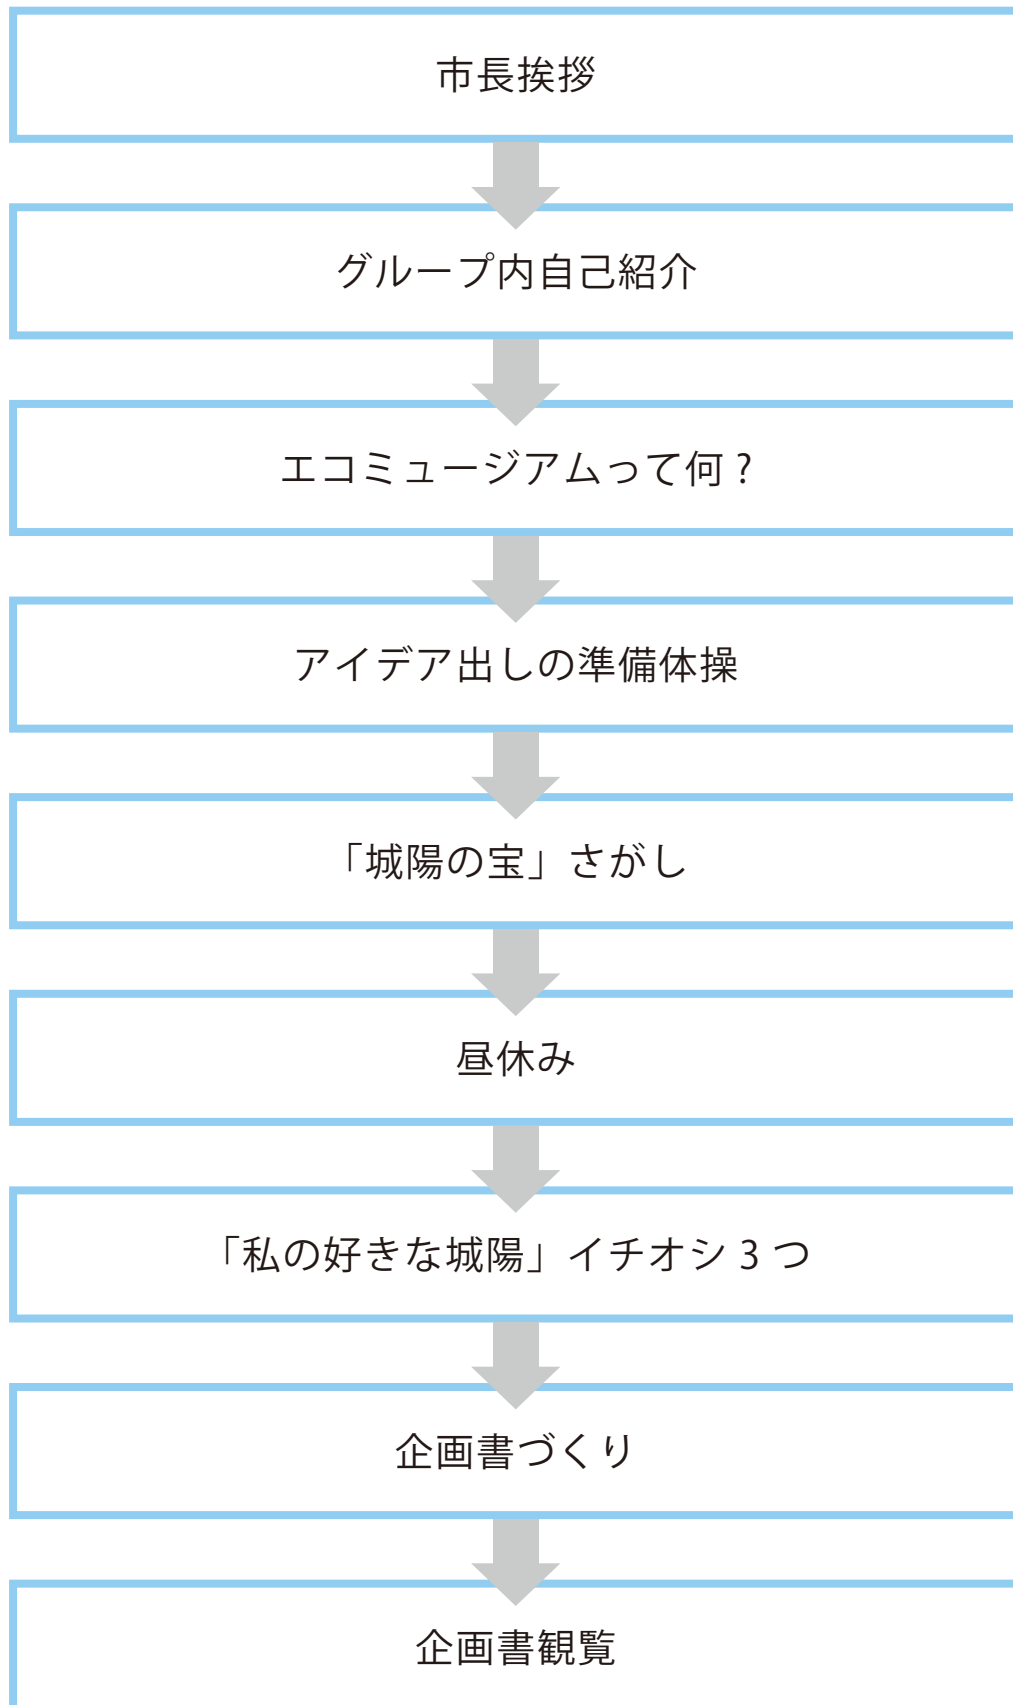 市長挨拶
グループ内自己紹介
エコミュージアムって何？
アイデア出しの準備体操
「城陽の宝」さがし
昼休み
「私の好きな城陽」イチオシ 3 つ
企画書づくり
企画書観覧